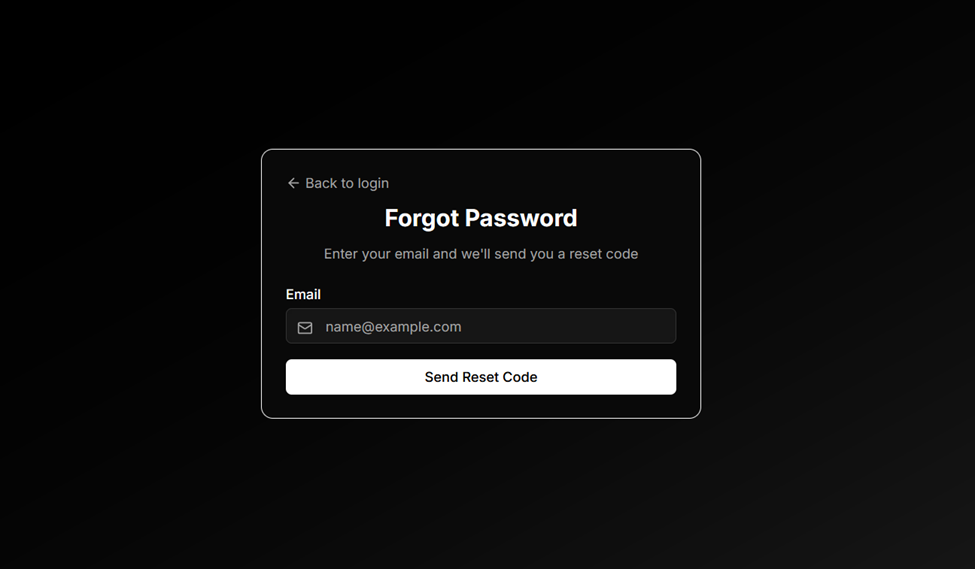 Back to login
Forgot Password
Enter your email and we'll send you a reset code
Email
name@example.com
Send Reset Code